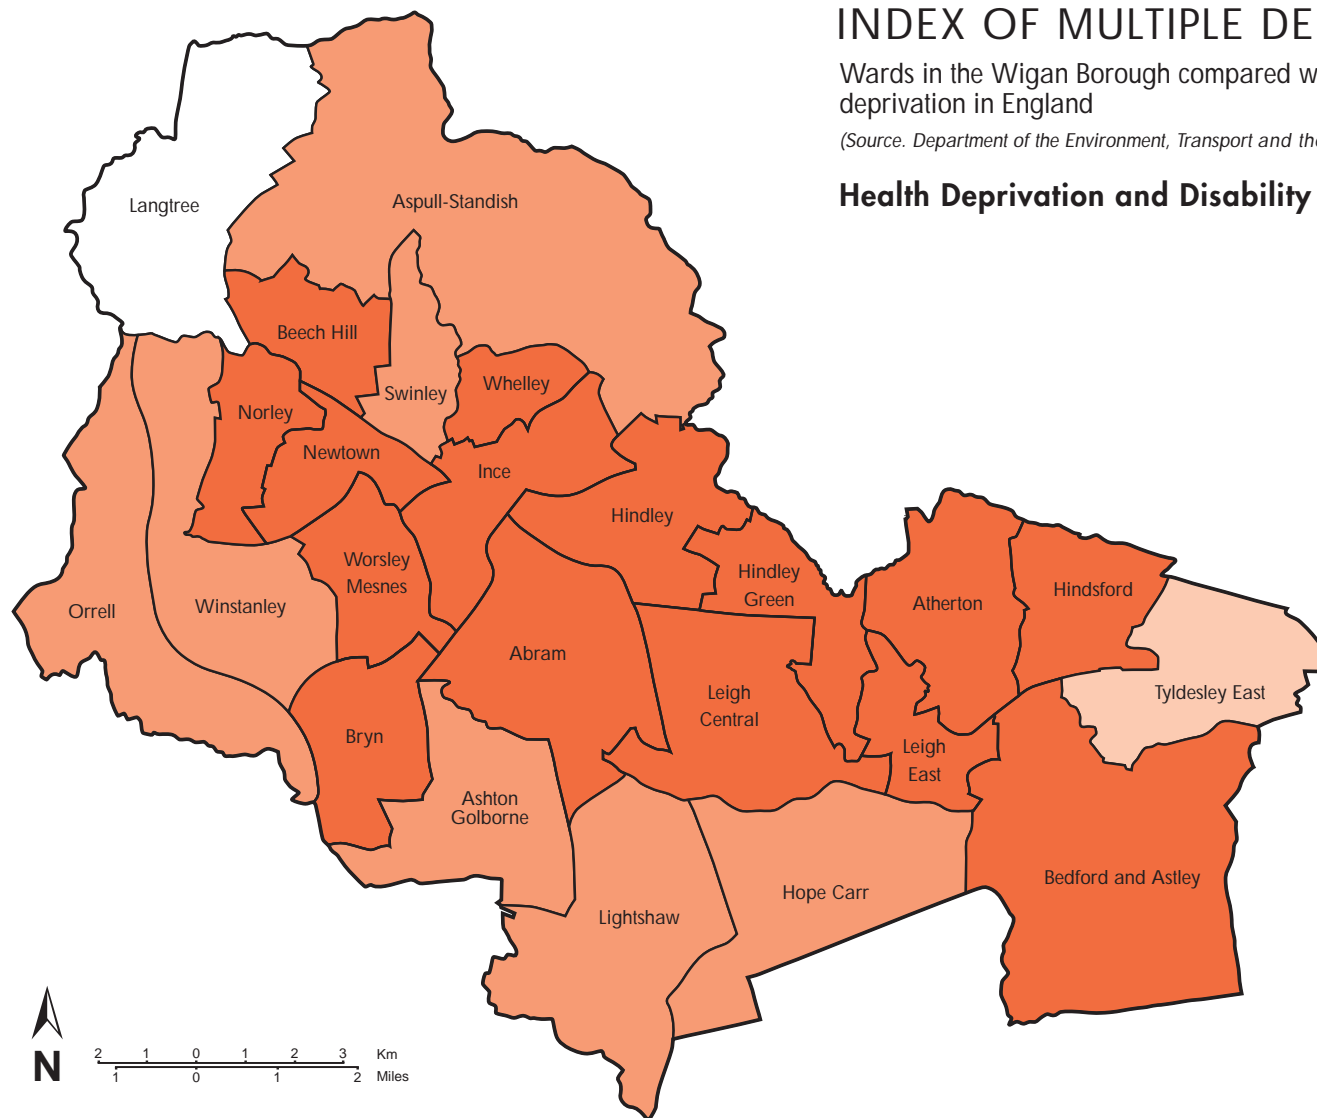 INDEX OF MULTIPLE DE
Wards in the Wigan Borough compared w
deprivation in England
(Source. Department of the Environment, Transport and the
Health Deprivation and Disability
Langtree
Aspull-Standish
Beech Hill
Swinley
Whelley
Norley
Newtown
Ince
Hindley
Worsley
Mesnes
Hindley
Green
Atherton
Hindsford
Orrell
Winstanley
Abram
Leigh
Central
Tyldesley East
Bryn
Leigh
East
Ashton
Golborne
Bedford and Astley
Hope Carr
Lightshaw
N
2 1 0 1 2 3 Km
1 0 1 2 Miles